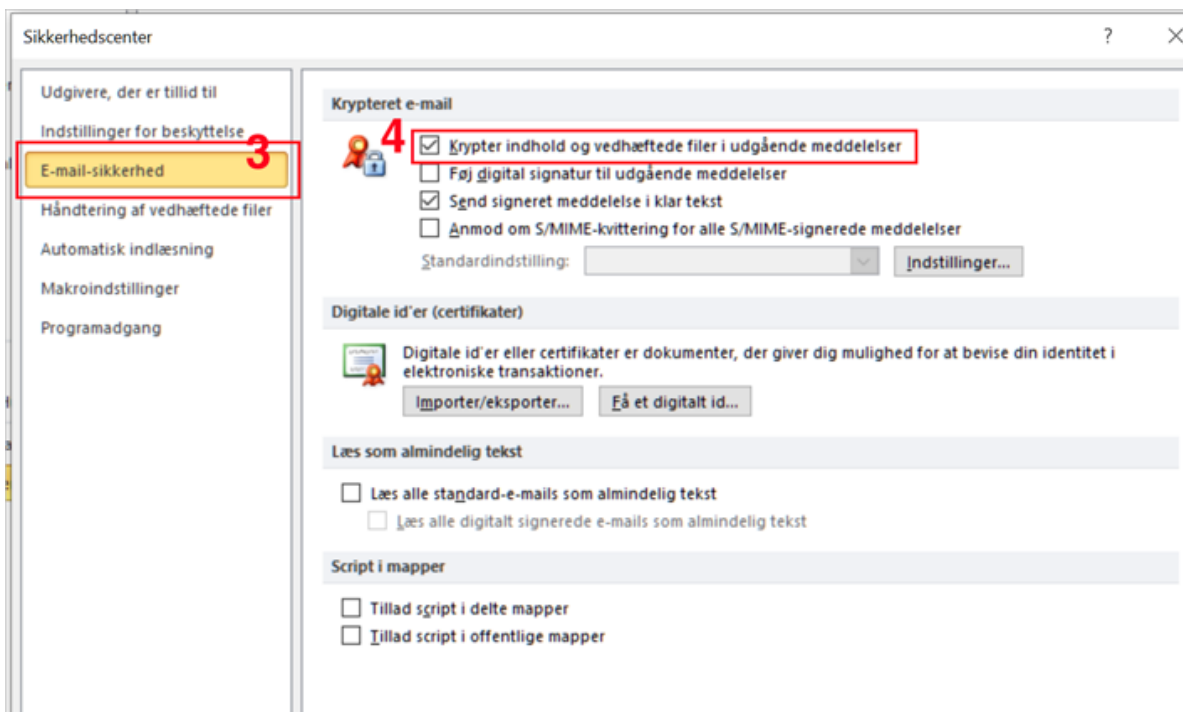 Sikkerhedscenter
?
Udgivere, der er tillid til
Indstillinger for beskyttelse
3
E-mail-sikkerhed
Håndtering af vedhæftede filer
Automatisk indlæsning
Makroindstillinger
Programadgang
Krypteret e-mail
4
Krypter indhold og vedhæftede filer i udgående meddelelser
Føj digital signatur til udgående meddelelser
Send signeret meddelelse i klar tekst
Anmod om S/MIME-kvittering for alle S/MIME-signerede meddelelser
Standardindstilling:
Indstillinger...
Digitale id'er (certifikater)
Digitale id'er eller certifikater er dokumenter, der giver dig mulighed for at bevise din identitet i
elektroniske transaktioner.
Importer/eksporter...
Få et digitalt id...
Læs som almindelig tekst
Læs alle standard-e-mails som almindelig tekst
Læs alle digitalt signerede e-mails som almindelig tekst
Script i mapper
Tillad script i delte mapper
Tillad script i offentlige mapper